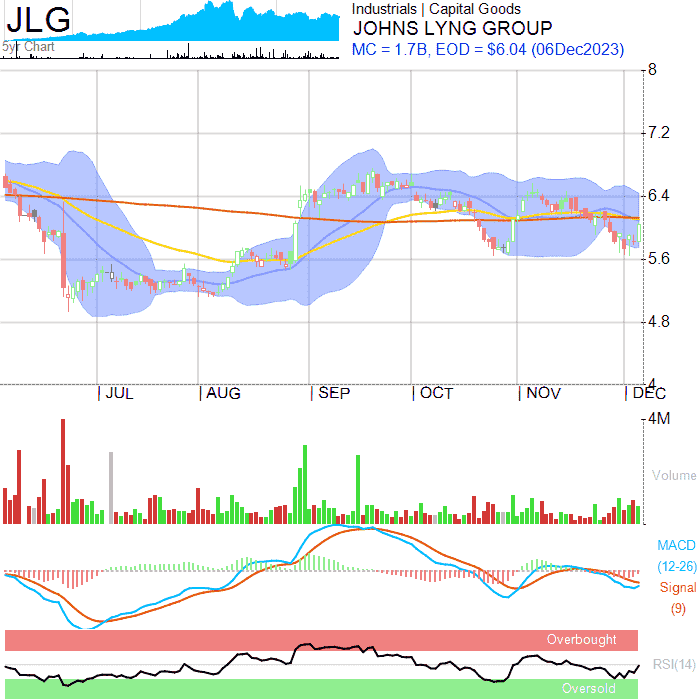 JLG
5yr Chart
Industrials | Capital Goods
JOHNS LYNG GROUP
MC = 1.7B, EOD = $6.04 (06Dec2023)
8
7.2
6.4
5.6
4.8
4
JUL AUG SEP OCT NOV DEC
4M
Volume
MACD
(12-26)
Signal
(9)
Overbought
RSI(14)
Oversold